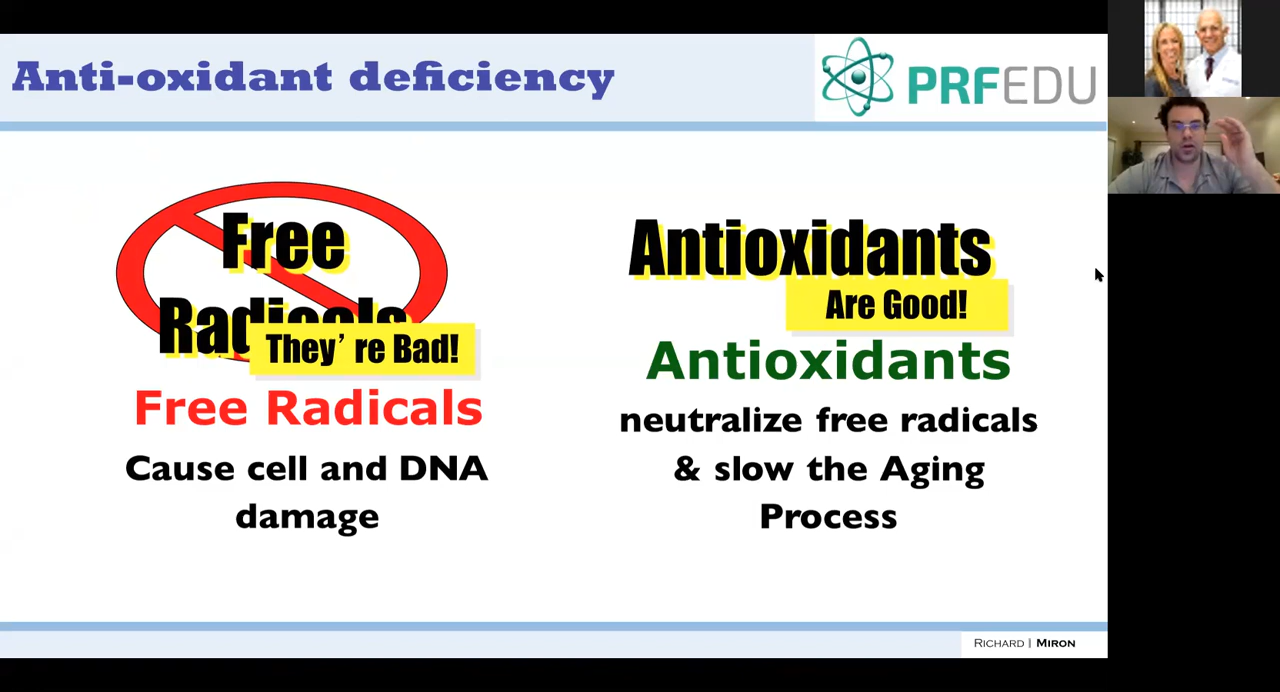 Anti-oxidant deficiency
PRFEDU
Free
Radicals
They're Bad!
Free Radicals
Cause cell and DNA
damage
Antioxidants
Are Good!
Antioxidants
neutralize free radicals
& slow the Aging
Process
RICHARD | MIRON